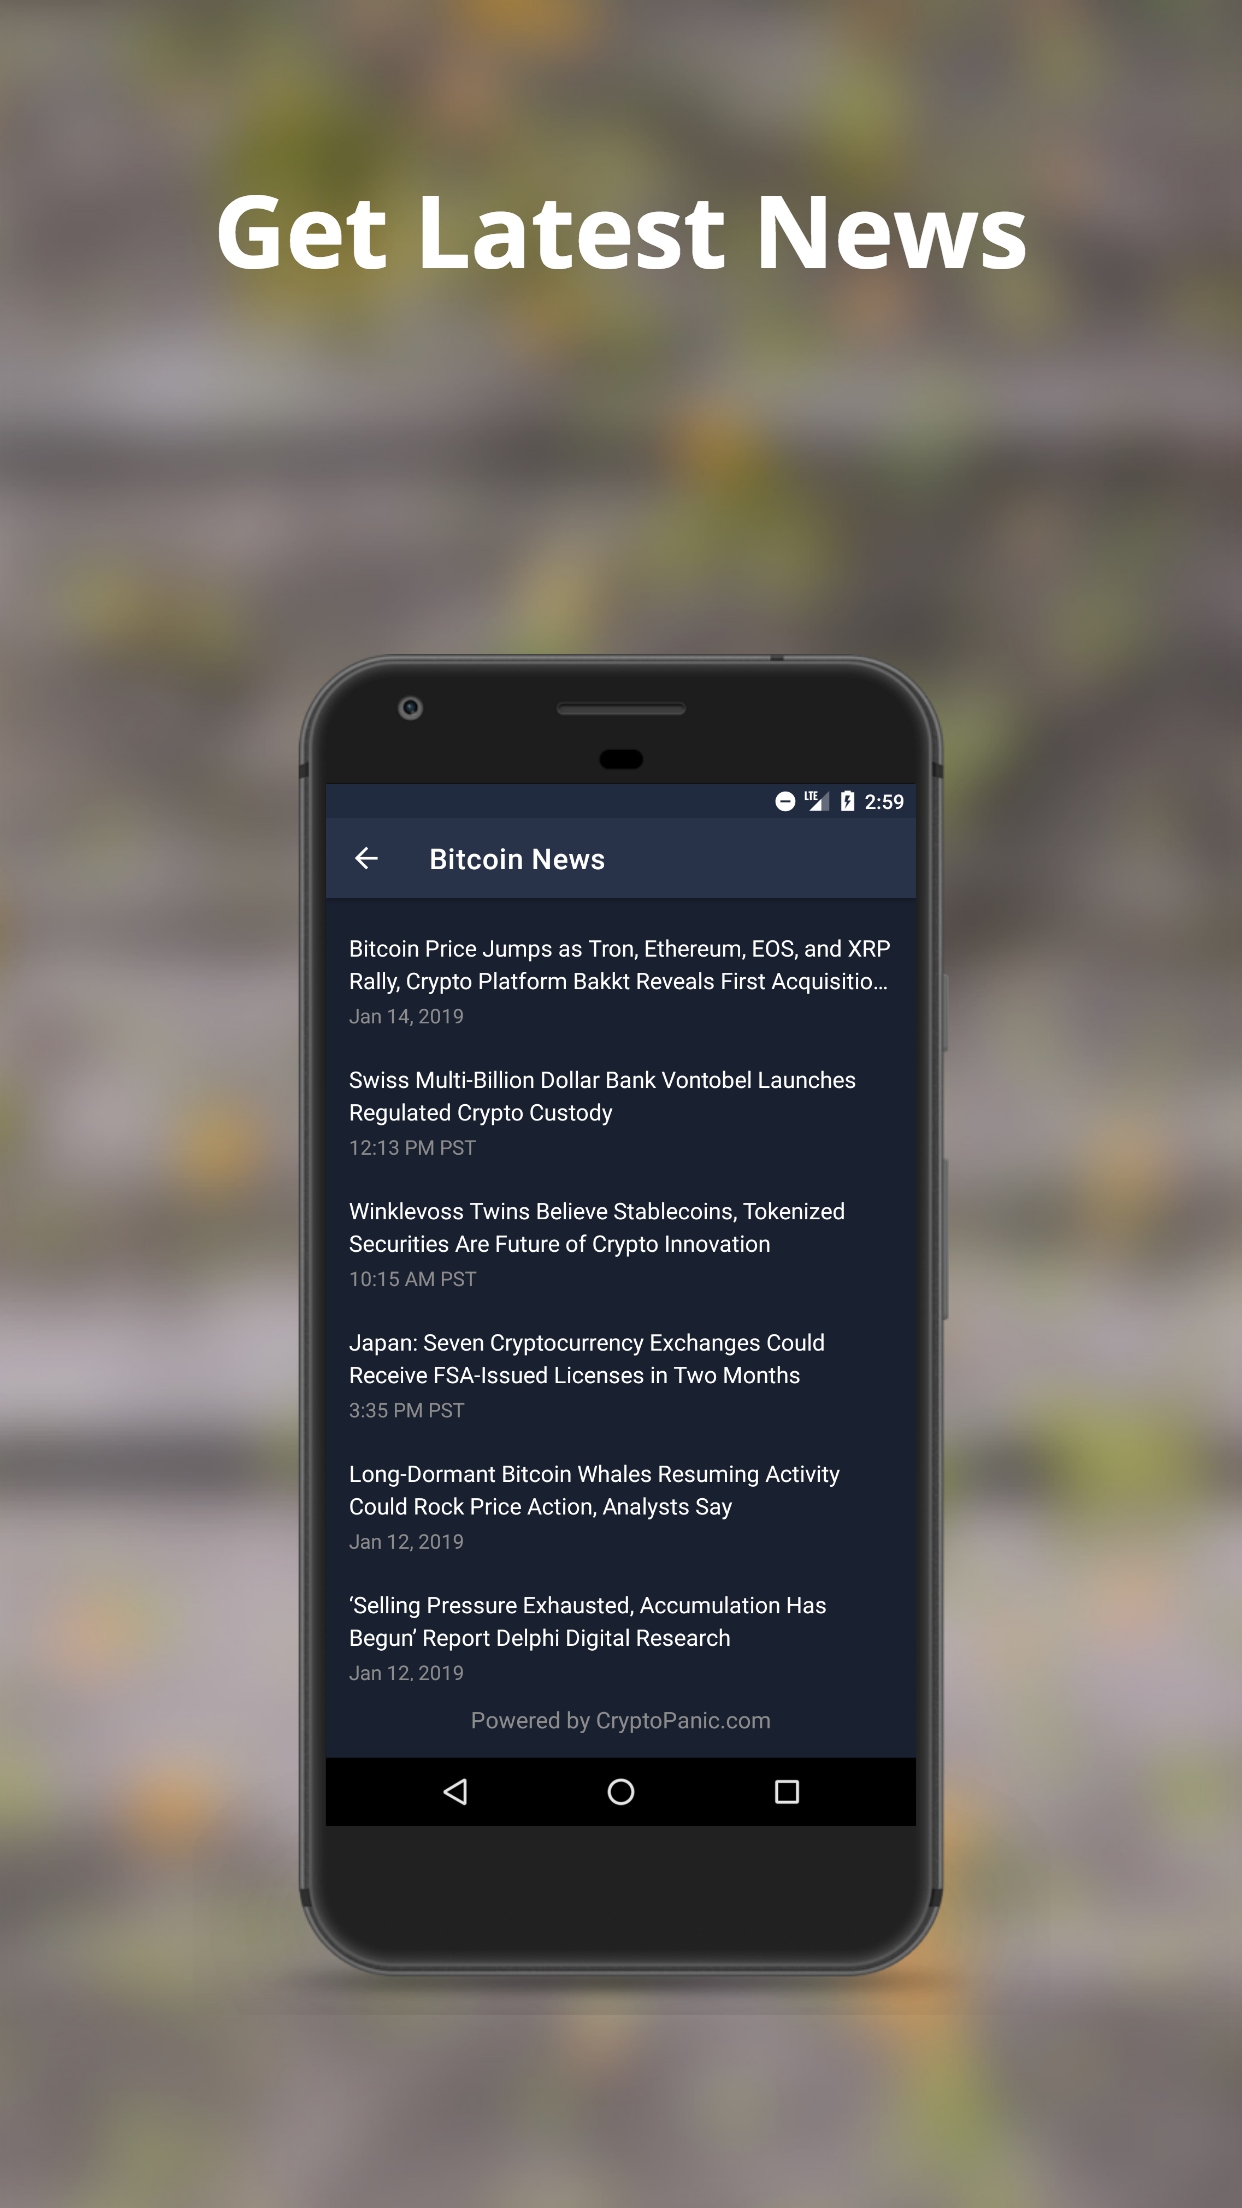 Get Latest News
LTE 2:59
Bitcoin News
Bitcoin Price Jumps as Tron, Ethereum, EOS, and XRP
Rally, Crypto Platform Bakkt Reveals First Acquisitio…
Jan 14, 2019
Swiss Multi-Billion Dollar Bank Vontobel Launches
Regulated Crypto Custody
12:13 PM PST
Winklevoss Twins Believe Stablecoins, Tokenized
Securities Are Future of Crypto Innovation
10:15 AM PST
Japan: Seven Cryptocurrency Exchanges Could
Receive FSA-Issued Licenses in Two Months
3:35 PM PST
Long-Dormant Bitcoin Whales Resuming Activity
Could Rock Price Action, Analysts Say
Jan 12, 2019
‘Selling Pressure Exhausted, Accumulation Has
Begun’ Report Delphi Digital Research
Jan 12, 2019
Powered by CryptoPanic.com